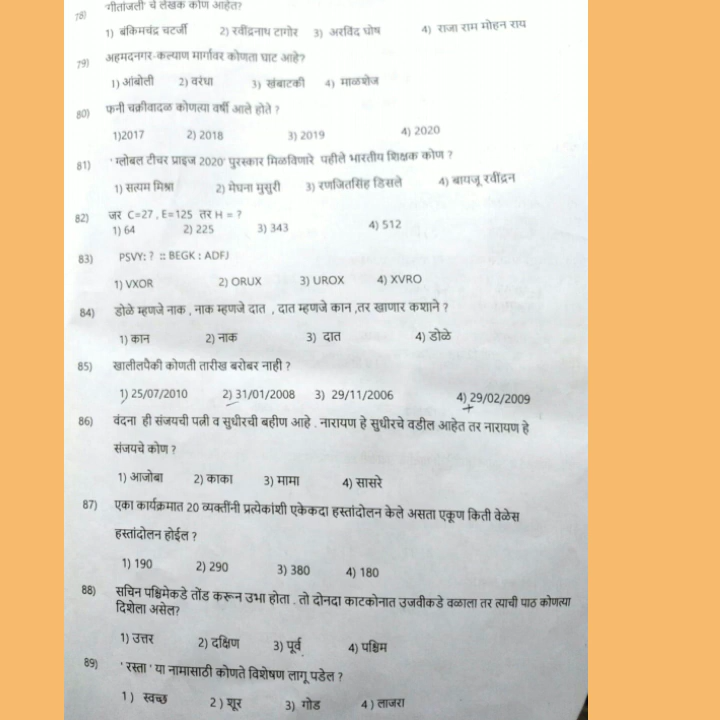 78) 'गीतांजली' चे लेखक कोण आहेत?
1) बंकिमचंद्र चटर्जी 2) रवींद्रनाथ टागोर 3) अरविंद घोष 4) राजा राम मोहन राय
79) अहमदनगर-कल्याण मार्गावर कोणता घाट आहे?
1) आंबोली 2) वरंधा 3) खंबाटकी 4) माळशेज
80) फनी चक्रीवादळ कोणत्या वर्षी आले होते ?
1)2017 2) 2018 3) 2019 4) 2020
81) ' ग्लोबल टीचर प्राइज 2020' पुरस्कार मिळविणारे पहीले भारतीय शिक्षक कोण ?
1) सत्यम मिश्रा 2) मेघना मुसुरी 3) रणजितसिंह डिसले 4) बायजू रवींद्रन
82) जर C=27 , E=125 तर H = ?
1) 64 2) 225 3) 343 4) 512
83) PSVY: ? :: BEGK : ADFJ
1) VXOR 2) ORUX 3) UROX 4) XVRO
84) डोळे म्हणजे नाक , नाक म्हणजे दात , दात म्हणजे कान ,तर खाणार कशाने ?
1) कान 2) नाक 3) दात 4) डोळे
85) खालीलपैकी कोणती तारीख बरोबर नाही ?
1) 25/07/2010 2) 31/01/2008 3) 29/11/2006 4) 29/02/2009
86) वंदना ही संजयची पत्नी व सुधीरची बहीण आहे . नारायण हे सुधीरचे वडील आहेत तर नारायण हे
संजयचे कोण ?
1) आजोबा 2) काका 3) मामा 4) सासरे
87) एका कार्यक्रमात 20 व्यक्तींनी प्रत्येकांशी एकेकदा हस्तांदोलन केले असता एकूण किती वेळेस
हस्तांदोलन होईल ?
1) 190 2) 290 3) 380 4) 180
88) सचिन पश्चिमेकडे तोंड करून उभा होता . तो दोनदा काटकोनात उजवीकडे वळाला तर त्याची पाठ कोणत्या
दिशेला असेल?
1) उत्तर 2) दक्षिण 3) पूर्व 4) पश्चिम
89) ' रस्ता ' या नामासाठी कोणते विशेषण लागू पडेल ?
1) स्वच्छ 2) शूर 3) गोड 4) लाजरा